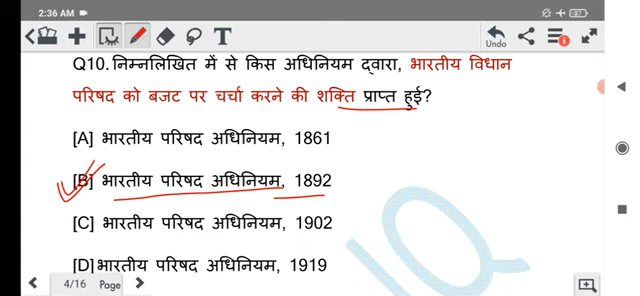 2:36 AM
37
Undo
Q10. निम्नलिखित में से किस अधिनियम द्वारा, भारतीय विधान
परिषद को बजट पर चर्चा करने की शक्ति प्राप्त हुई?
[A] भारतीय परिषद अधिनियम, 1861
[B] भारतीय परिषद अधिनियम, 1892
[C] भारतीय परिषद अधिनियम, 1902
[D] भारतीय परिषद अधिनियम, 1919
4/16